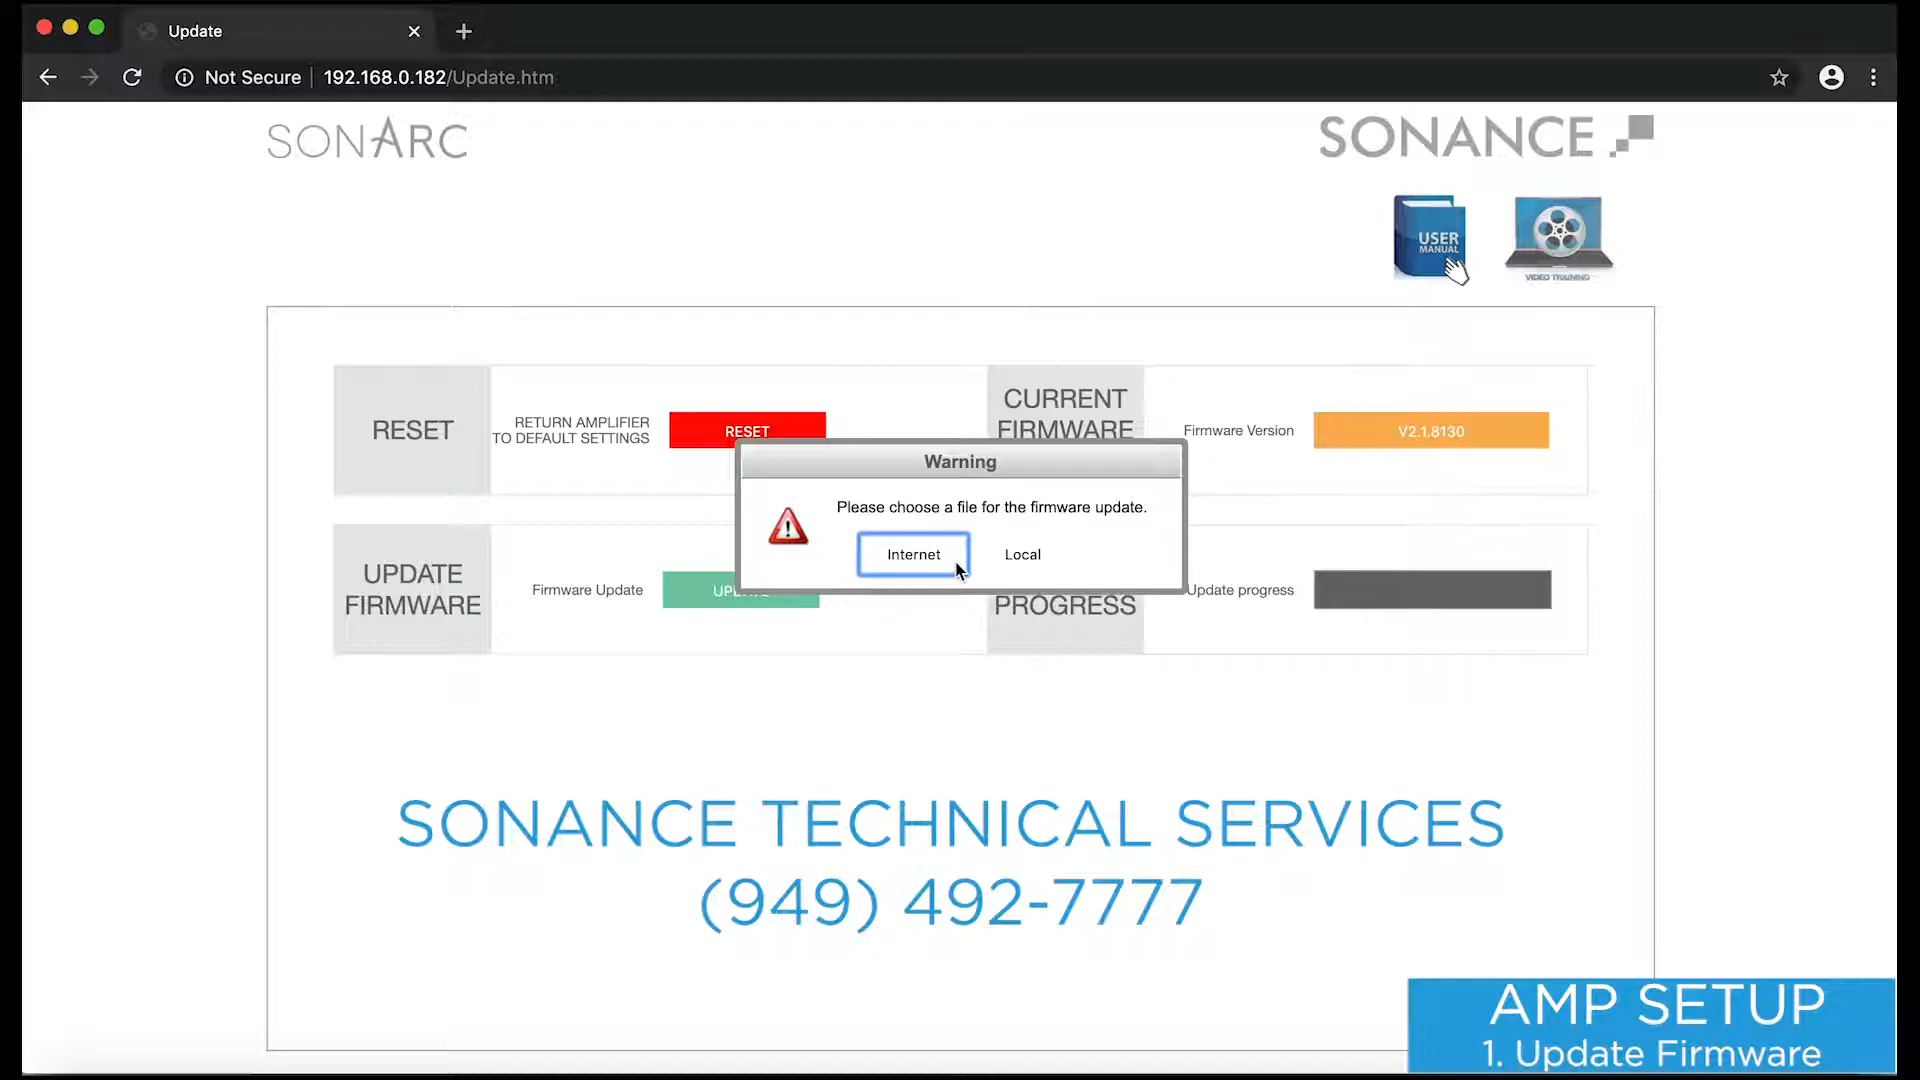 Update
Not Secure 192.168.0.182/Update.htm
SONARC
SONANCE
USER
MANUAL
VIDEO TRAINING
RESET
RETURN AMPLIFIER
TO DEFAULT SETTINGS
RESET
CURRENT
FIRMWARE
Firmware Version
V2.1.8130
Warning
Please choose a file for the firmware update.
Internet
Local
UPDATE
FIRMWARE
Firmware Update
UPDATE
PROGRESS
Update progress
SONANCE TECHNICAL SERVICES
(949) 492-7777
AMP SETUP
1. Update Firmware